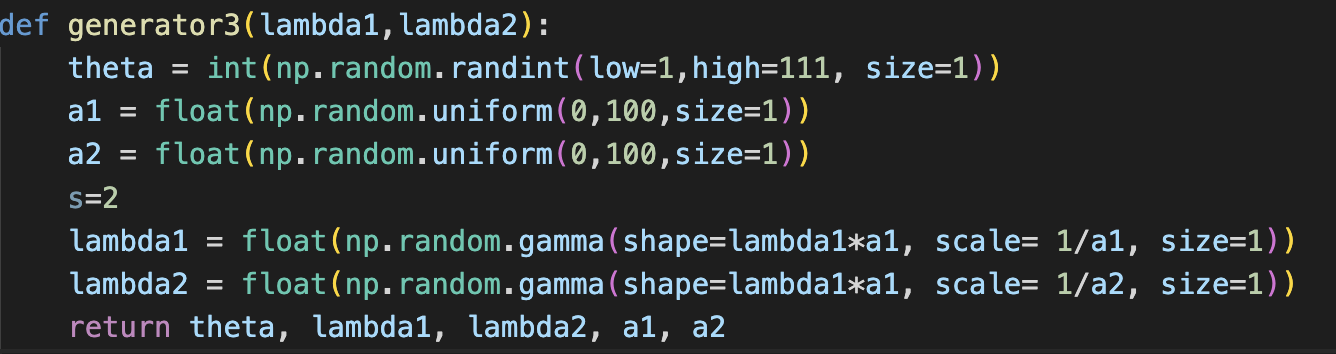 def generator3(lambda1,lambda2):
    theta = int(np.random.randint(low=1,high=111, size=1))
    a1 = float(np.random.uniform(0,100,size=1))
    a2 = float(np.random.uniform(0,100,size=1))
    s=2
    lambda1 = float(np.random.gamma(shape=lambda1*a1, scale= 1/a1, size=1))
    lambda2 = float(np.random.gamma(shape=lambda1*a1, scale= 1/a2, size=1))
    return theta, lambda1, lambda2, a1, a2